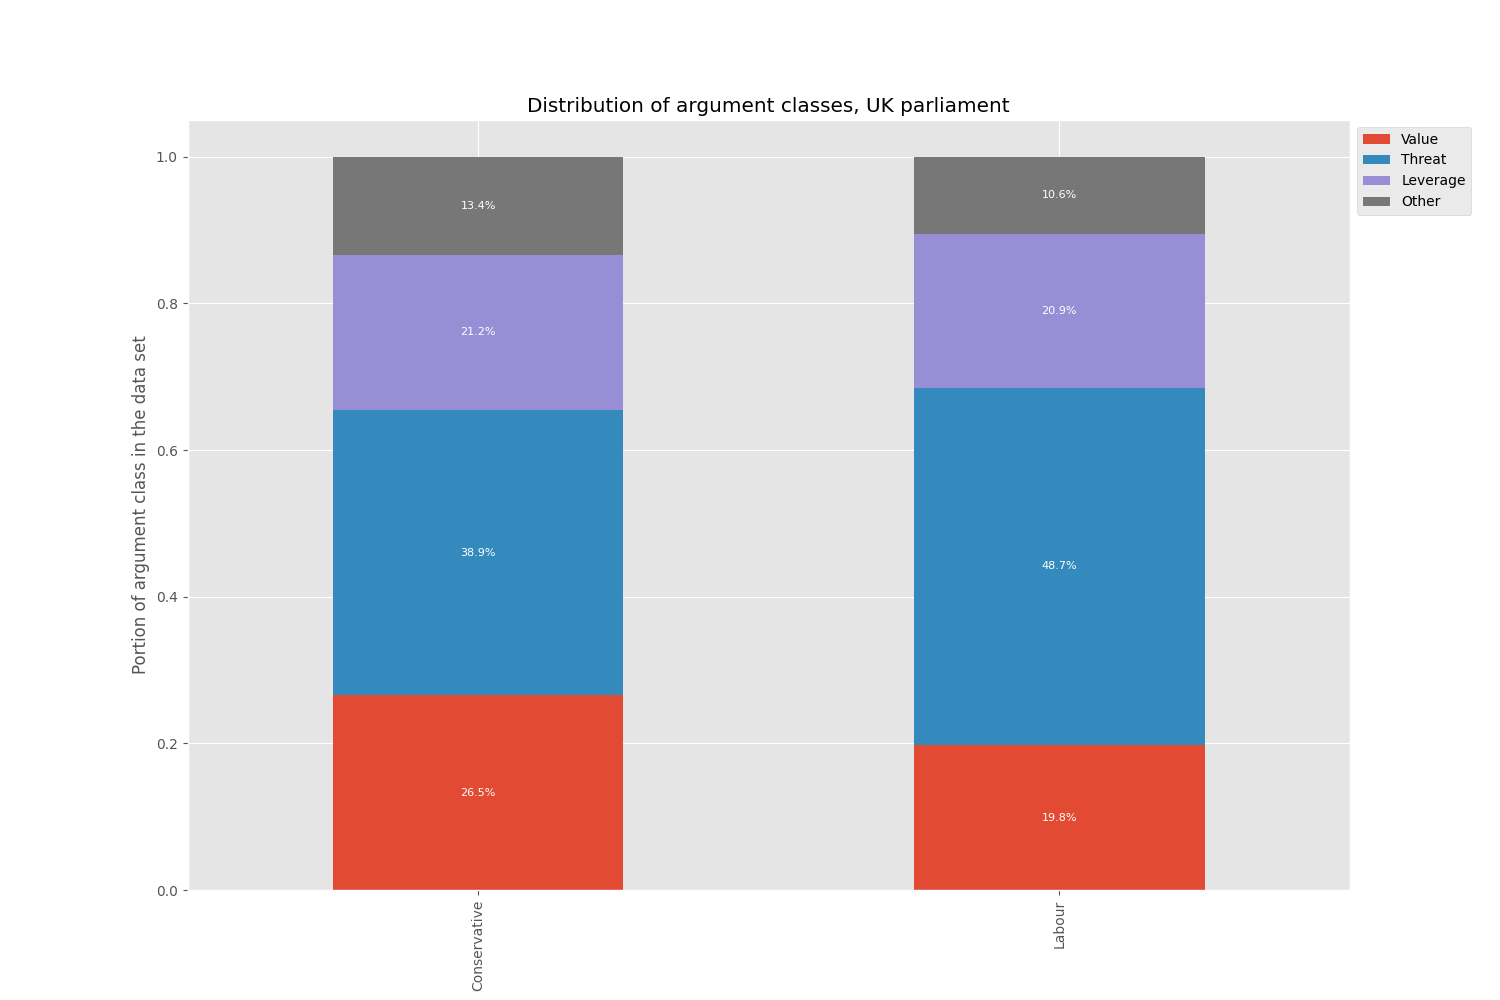 Distribution of argument classes, UK parliament
Value
Threat
Leverage
Other
Portion of argument class in the data set
1.0
0.8
0.6
0.4
0.2
0.0
13.4%
21.2%
38.9%
26.5%
10.6%
20.9%
48.7%
19.8%
Conservative
Labour